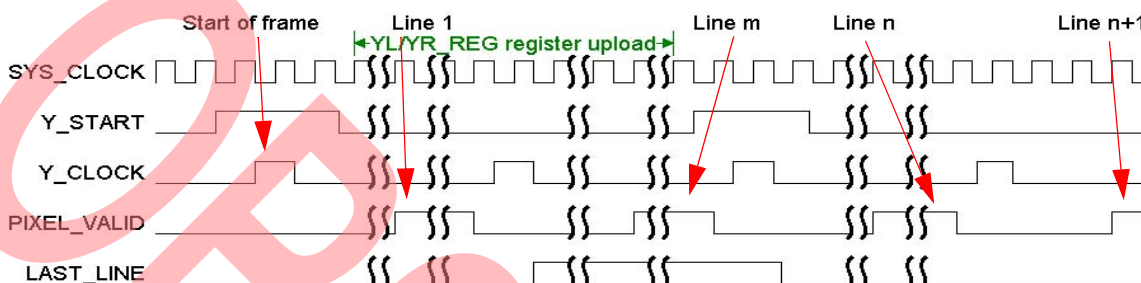 Start of frame Line 1 Line m Line n Line n+1
YL/YR_REG register upload
SYS_CLOCK
Y_START
Y_CLOCK
PIXEL_VALID
LAST_LINE